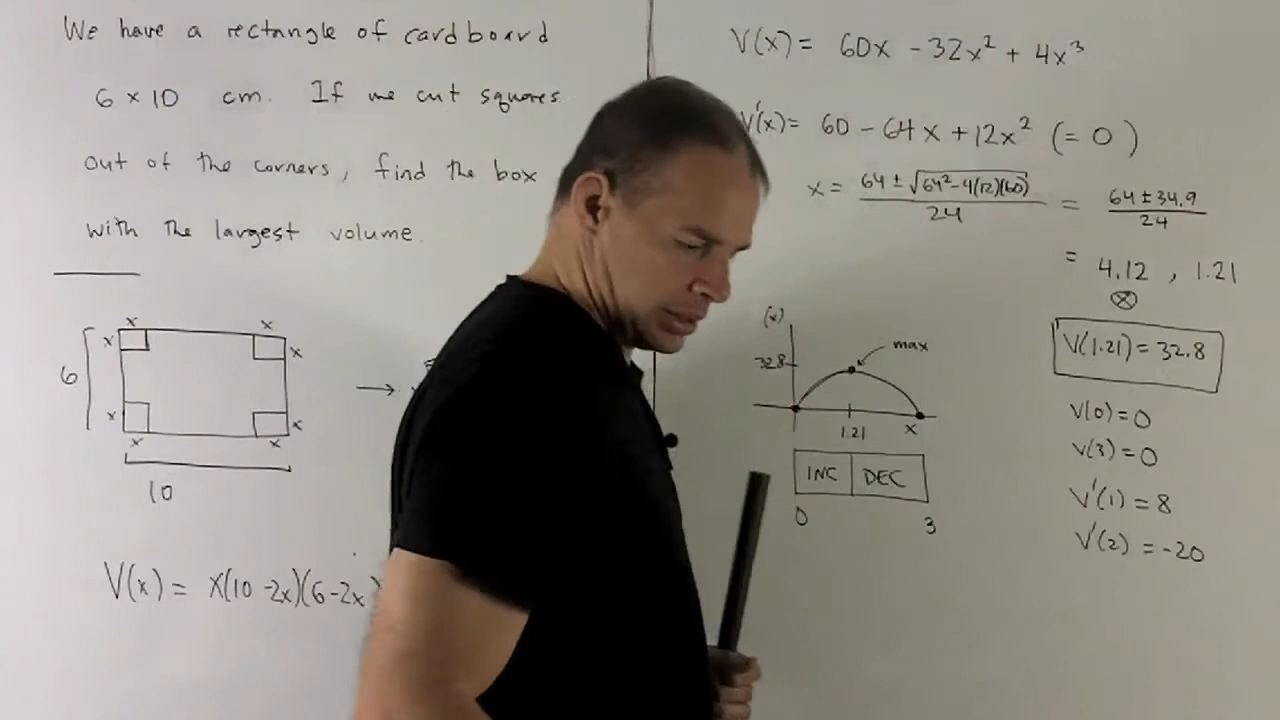 We have a rectangle of cardboard
6 × 10 cm. If we cut squares
out of the corners, find the box
with the largest volume.
x x
x x
6
x x
x x
10
V(x) = x(10-2x)(6-2x)
V(x) = 60x - 32x² + 4x³
V'(x) = 60 - 64x + 12x² (= 0)
x = 64 ± √(64² - 4(12)(60)) / 24 = 64 ± 34.9 / 24
= 4.12 , 1.21
⊗
V(1.21) = 32.8
(x)
max
32.8
1.21 x
INC DEC
0 3
V(0) = 0
V(3) = 0
V'(1) = 8
V'(2) = -20